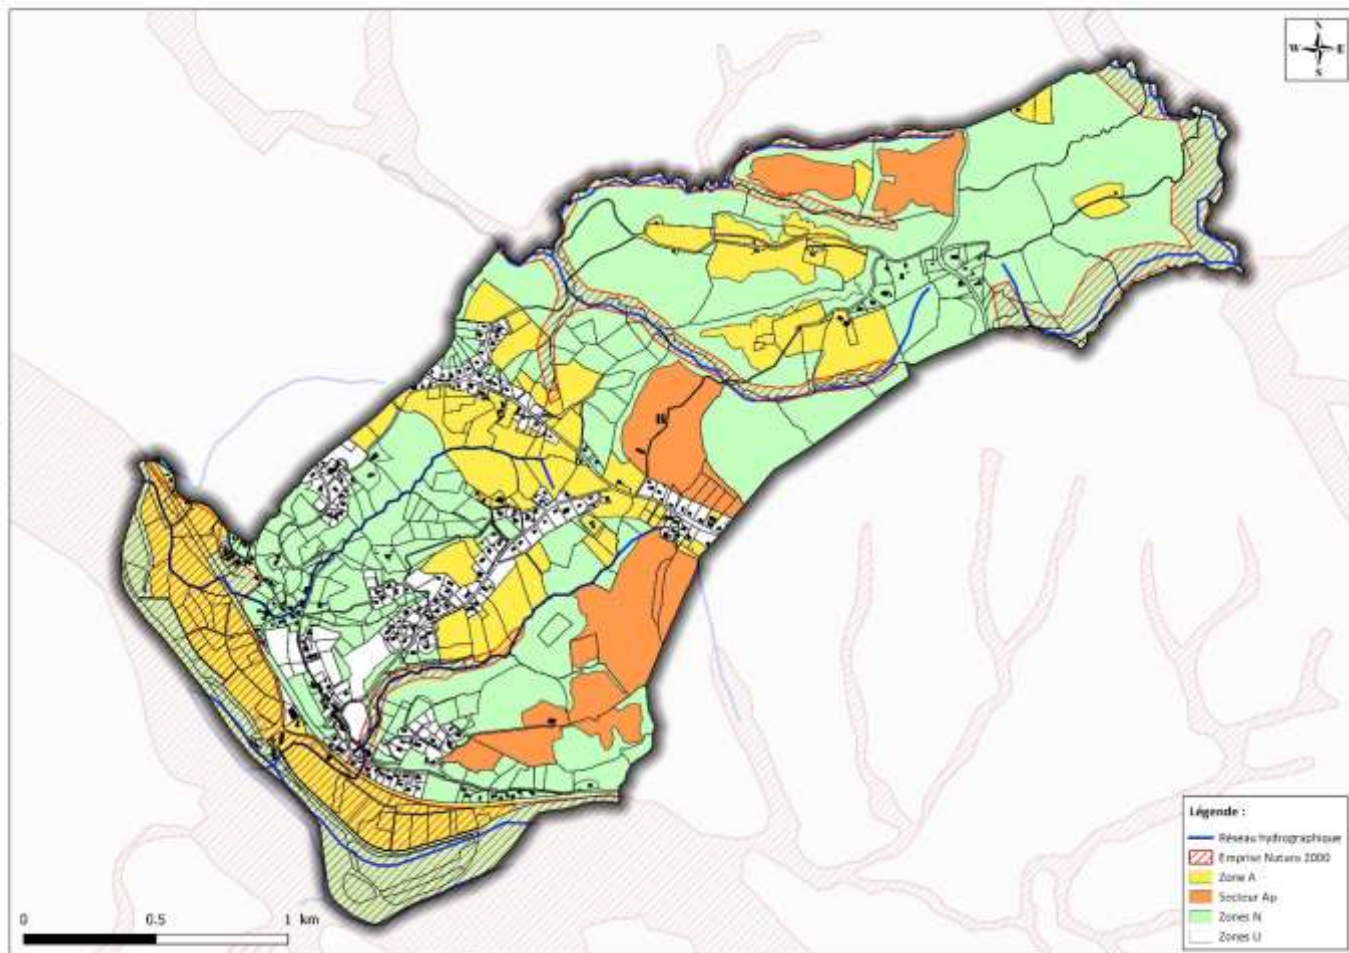 N
W E
S
Légende :
Réseau hydrographique
Emprise Natura 2000
Zone A
Secteur Ap
Zones N
Zones U
0 0.5 1 km